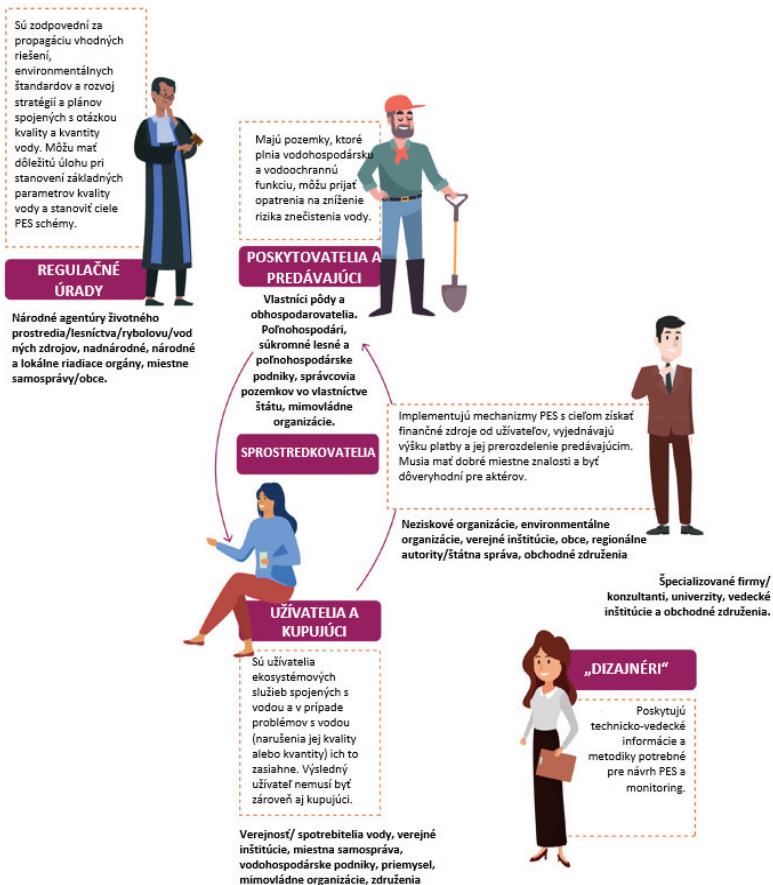 Sú zodpovední za
propagáciu vhodných
riešení,
environmentálnych
štandardov a rozvoj
stratégií a plánov
spojených s otázkou
kvality a kvantity
vody. Môžu mať
dôležitú úlohu pri
stanovení základných
parametrov kvality
vody a stanoviť ciele
PES schémy.
REGULAČNÉ
ÚRADY
Národné agentúry životného
prostredia/lesníctva/rybolovu/vod
ných zdrojov, nadnárodné, národné
a lokálne riadiace orgány, miestne
samosprávy/obce.
Majú pozemky, ktoré
plnia vodohospodársku
a vodoochrannú
funkciu, môžu prijať
opatrenia na zníženie
rizika znečistenia vody.
POSKYTOVATELIA A
PREDÁVAJÚCI
Vlastníci pôdy a
obhospodarovatelia.
Poľnohospodári,
súkromné lesné a
poľnohospodárske
podniky, správcovia
pozemkov vo vlastníctve
štátu, mimovládne
organizácie.
SPROSTREDKOVATELIA
Implementujú mechanizmy PES s cieľom získať
finančné zdroje od užívateľov, vyjednávajú
výšku platby a jej prerozdelenie predávajúcim.
Musia mať dobré miestne znalosti a byť
dôveryhodní pre aktérov.
Neziskové organizácie, environmentálne
organizácie, verejné inštitúcie, obce, regionálne
autority/štátna správa, obchodné združenia
UŽÍVATELIA A
KUPUJÚCI
Sú užívatelia
ekosystémových
služieb spojených s
vodou a v prípade
problémov s vodou
(narušenia jej kvality
alebo kvantity) ich to
zasiahne. Výsledný
užívateľ nemusí byť
zároveň aj kupujúci.
Verejnosť/ spotrebitelia vody, verejné
inštitúcie, miestna samospráva,
vodohospodárske podniky, priemysel,
mimovládne organizácie, združenia
Špecializované firmy/
konzultanti, univerzity, vedecké
inštitúcie a obchodné združenia.
„DIZAJNÉRI“
Poskytujú
technicko-vedecké
informácie a
metodiky potrebné
pre návrh PES a
monitoring.